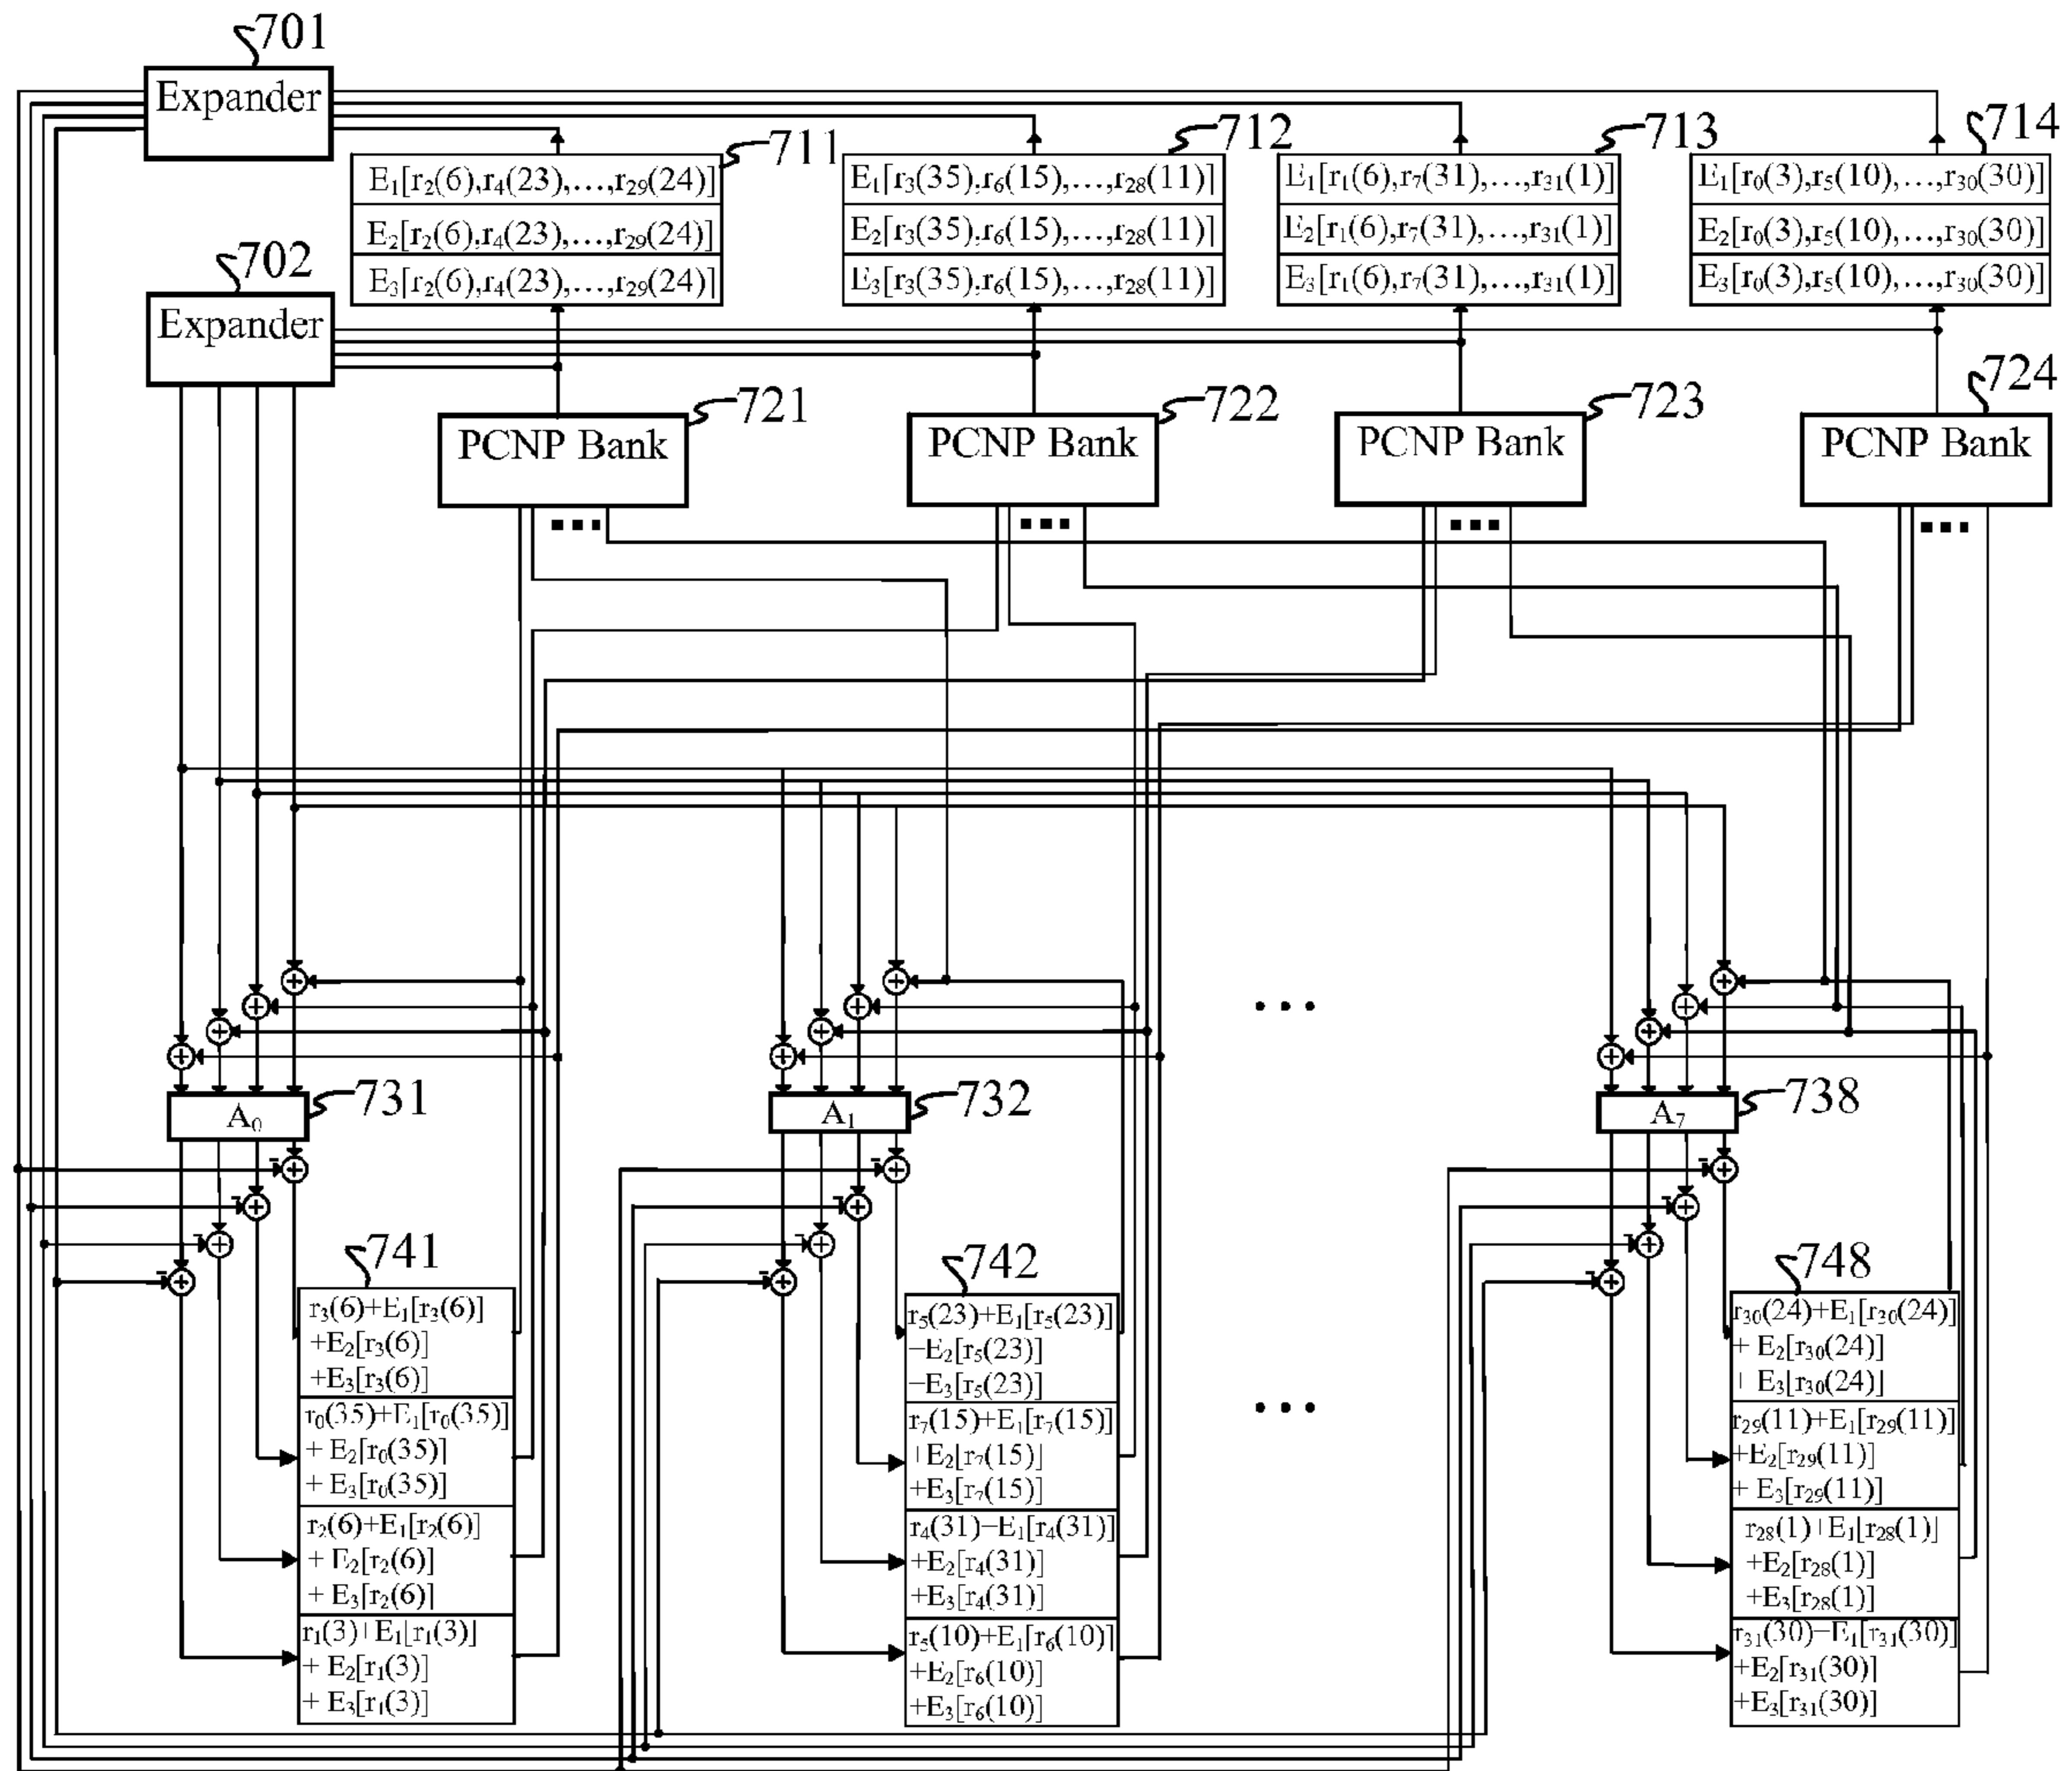 701
Expander
711
712
713
714
E₁[r₂(6),r₄(23),…,r₂₉(24)]
E₂[r₂(6),r₄(23),…,r₂₉(24)]
E₃[r₂(6),r₄(23),…,r₂₉(24)]
E₁[r₃(35),r₆(15),…,r₂₈(11)]
E₂[r₃(35),r₆(15),…,r₂₈(11)]
E₃[r₃(35),r₆(15),…,r₂₈(11)]
E₁[r₁(6),r₇(31),…,r₃₁(1)]
E₂[r₁(6),r₇(31),…,r₃₁(1)]
E₃[r₁(6),r₇(31),…,r₃₁(1)]
E₁[r₀(3),r₅(10),…,r₃₀(30)]
E₂[r₀(3),r₅(10),…,r₃₀(30)]
E₃[r₀(3),r₅(10),…,r₃₀(30)]
702
Expander
721
PCNP Bank
722
PCNP Bank
723
PCNP Bank
724
PCNP Bank
A₀
731
A₁
732
A₇
738
741
r₃(6)+E₁[r₃(6)]
+E₂[r₃(6)]
+E₃[r₃(6)]
r₀(35)+E₁[r₀(35)]
+ E₂[r₀(35)]
+ E₃[r₀(35)]
r₂(6)+E₁[r₂(6)]
+ E₂[r₂(6)]
+ E₃[r₂(6)]
r₁(3)+E₁[r₁(3)]
+ E₂[r₁(3)]
+ E₃[r₁(3)]
742
r₅(23)+E₁[r₅(23)]
−E₂[r₅(23)]
−E₃[r₅(23)]
r₇(15)+E₁[r₇(15)]
+E₂[r₇(15)]
+E₃[r₇(15)]
r₄(31)−E₁[r₄(31)]
+E₂[r₄(31)]
+E₃[r₄(31)]
r₅(10)+E₁[r₆(10)]
+E₂[r₆(10)]
+E₃[r₆(10)]
748
r₃₀(24)+E₁[r₃₀(24)]
+ E₂[r₃₀(24)]
+ E₃[r₃₀(24)]
r₂₉(11)+E₁[r₂₉(11)]
+E₂[r₂₉(11)]
+ E₃[r₂₉(11)]
r₂₈(1)+E₁[r₂₈(1)]
+E₂[r₂₈(1)]
+E₃[r₂₈(1)]
r₃₁(30)−E₁[r₃₁(30)]
+E₂[r₃₁(30)]
+E₃[r₃₁(30)]